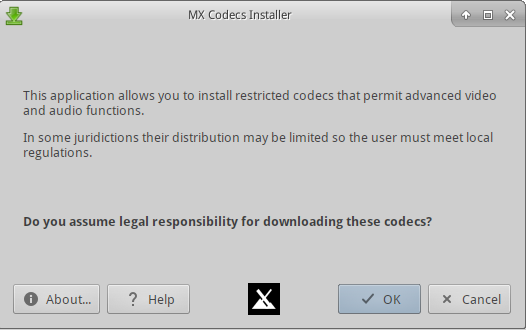 MX Codecs Installer
This application allows you to install restricted codecs that permit advanced video
and audio functions.
In some juridictions their distribution may be limited so the user must meet local
regulations.
Do you assume legal responsibility for downloading these codecs?
About...
Help
OK
Cancel